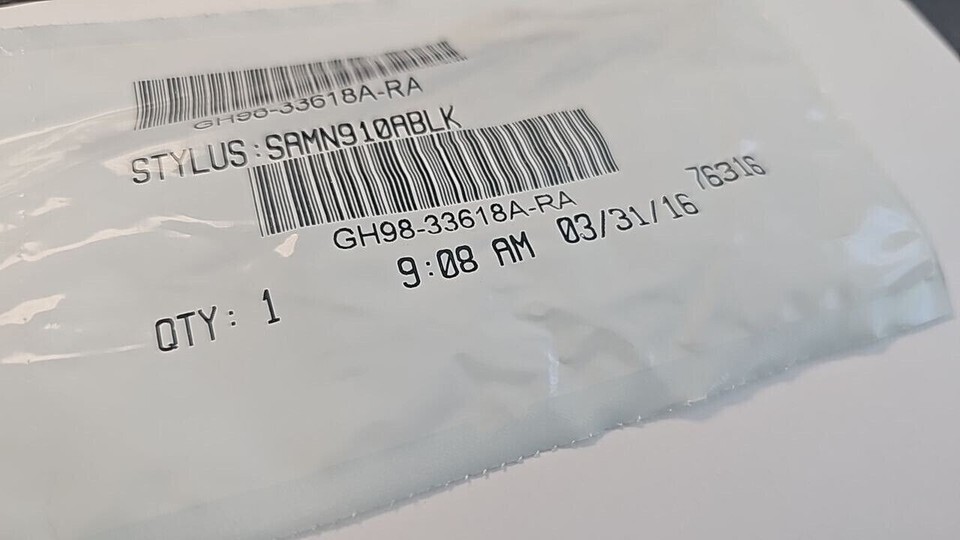 GH98-33618A-RA
STYLUS:SAMN910ABLK
GH98-33618A-RA
9:08 AM 03/31/16 76316
QTY: 1